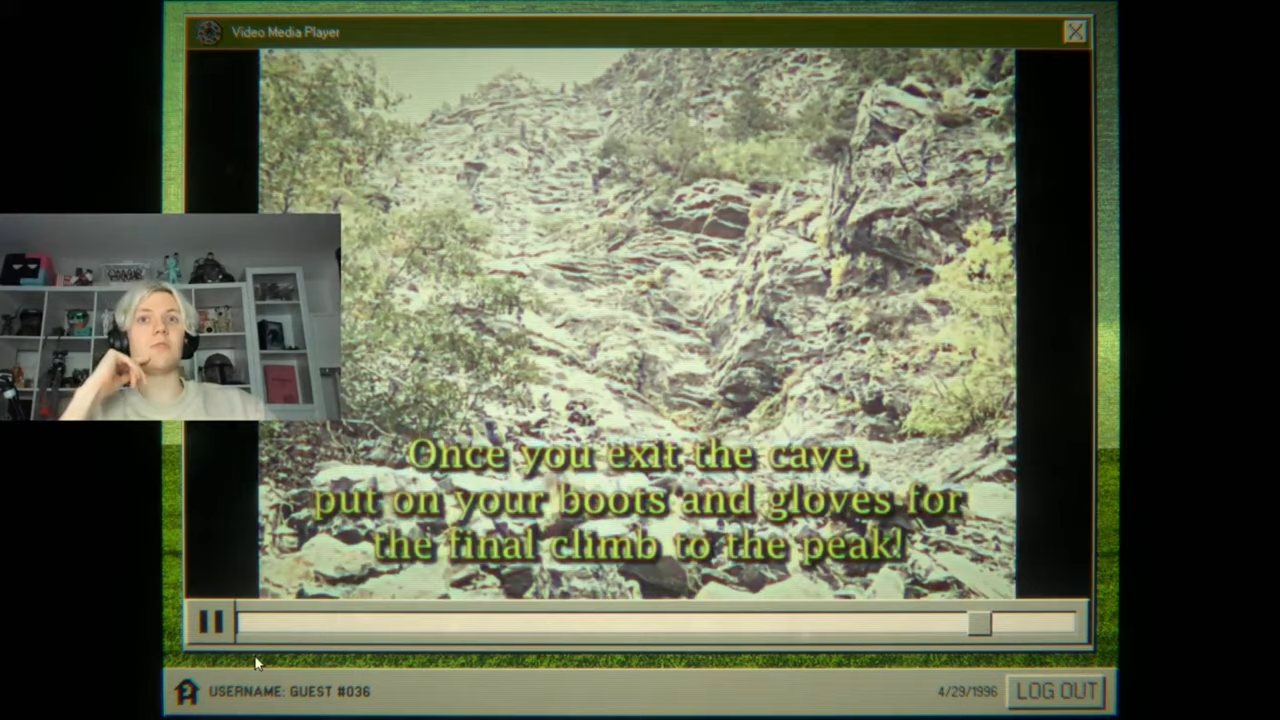 Video Media Player
Once you exit the cave,
put on your boots and gloves for
the final climb to the peak!
USERNAME: GUEST #036
4/29/1996
LOG OUT